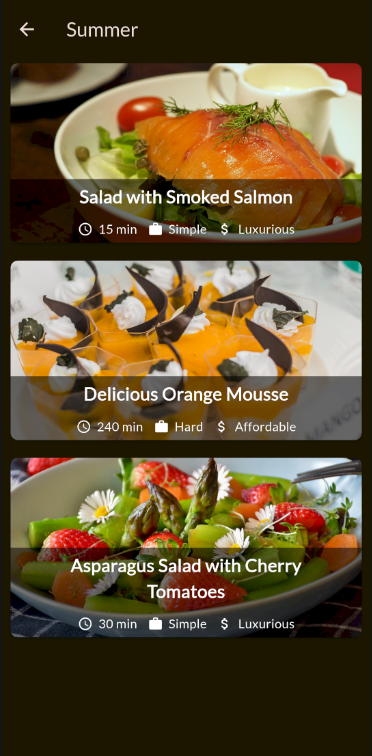 Summer
Salad with Smoked Salmon
15 min Simple Luxurious
Delicious Orange Mousse
240 min Hard Affordable
MANGO
Asparagus Salad with Cherry
Tomatoes
30 min Simple Luxurious